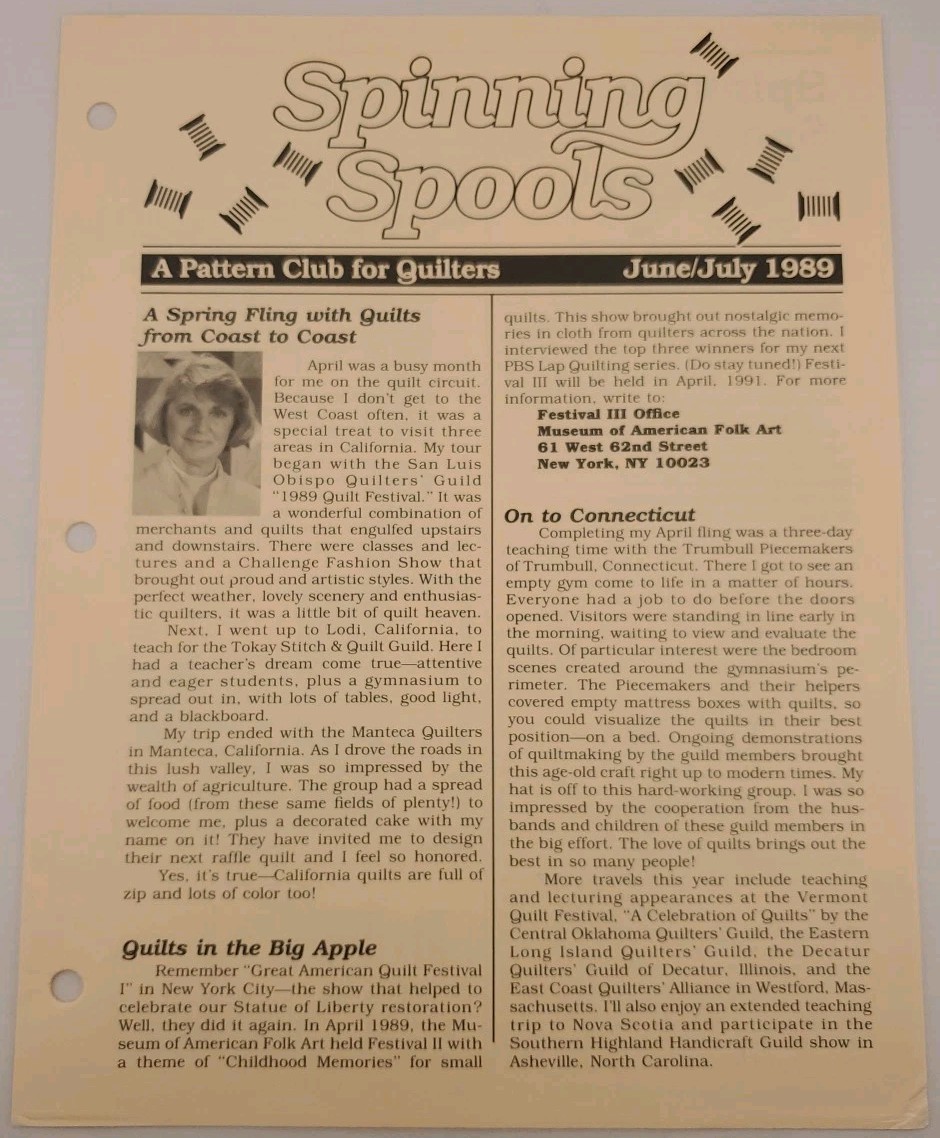 Spinning
Spools
A Pattern Club for Quilters June/July 1989
A Spring Fling with Quilts
from Coast to Coast
April was a busy month
for me on the quilt circuit.
Because I don't get to the
West Coast often, it was a
special treat to visit three
areas in California. My tour
began with the San Luis
Obispo Quilters' Guild
"1989 Quilt Festival." It was
a wonderful combination of
merchants and quilts that engulfed upstairs
and downstairs. There were classes and lec-
tures and a Challenge Fashion Show that
brought out proud and artistic styles. With the
perfect weather, lovely scenery and enthusias-
tic quilters, it was a little bit of quilt heaven.
Next, I went up to Lodi, California, to
teach for the Tokay Stitch & Quilt Guild. Here I
had a teacher's dream come true—attentive
and eager students, plus a gymnasium to
spread out in, with lots of tables, good light,
and a blackboard.
My trip ended with the Manteca Quilters
in Manteca, California. As I drove the roads in
this lush valley, I was so impressed by the
wealth of agriculture. The group had a spread
of food (from these same fields of plenty!) to
welcome me, plus a decorated cake with my
name on it! They have invited me to design
their next raffle quilt and I feel so honored.
Yes, it's true—California quilts are full of
zip and lots of color too!
Quilts in the Big Apple
Remember "Great American Quilt Festival
I" in New York City—the show that helped to
celebrate our Statue of Liberty restoration?
Well, they did it again. In April 1989, the Mu-
seum of American Folk Art held Festival II with
a theme of "Childhood Memories" for small
quilts. This show brought out nostalgic memo-
ries in cloth from quilters across the nation. I
interviewed the top three winners for my next
PBS Lap Quilting series. (Do stay tuned!) Festi-
val III will be held in April, 1991. For more
information, write to:
Festival III Office
Museum of American Folk Art
61 West 62nd Street
New York, NY 10023
On to Connecticut
Completing my April fling was a three-day
teaching time with the Trumbull Piecemakers
of Trumbull, Connecticut. There I got to see an
empty gym come to life in a matter of hours.
Everyone had a job to do before the doors
opened. Visitors were standing in line early in
the morning, waiting to view and evaluate the
quilts. Of particular interest were the bedroom
scenes created around the gymnasium's pe-
rimeter. The Piecemakers and their helpers
covered empty mattress boxes with quilts, so
you could visualize the quilts in their best
position—on a bed. Ongoing demonstrations
of quiltmaking by the guild members brought
this age-old craft right up to modern times. My
hat is off to this hard-working group. I was so
impressed by the cooperation from the hus-
bands and children of these guild members in
the big effort. The love of quilts brings out the
best in so many people!
More travels this year include teaching
and lecturing appearances at the Vermont
Quilt Festival, "A Celebration of Quilts" by the
Central Oklahoma Quilters' Guild, the Eastern
Long Island Quilters' Guild, the Decatur
Quilters' Guild of Decatur, Illinois, and the
East Coast Quilters' Alliance in Westford, Mas-
sachusetts. I'll also enjoy an extended teaching
trip to Nova Scotia and participate in the
Southern Highland Handicraft Guild show in
Asheville, North Carolina.